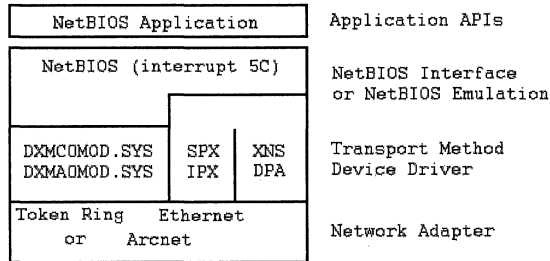 NetBIOS Application
Application APIs
NetBIOS (interrupt 5C)
NetBIOS Interface
or NetBIOS Emulation
DXMC0MOD.SYS
DXMA0MOD.SYS
SPX
IPX
XNS
DPA
Transport Method
Device Driver
Token Ring Ethernet
or Arcnet
Network Adapter